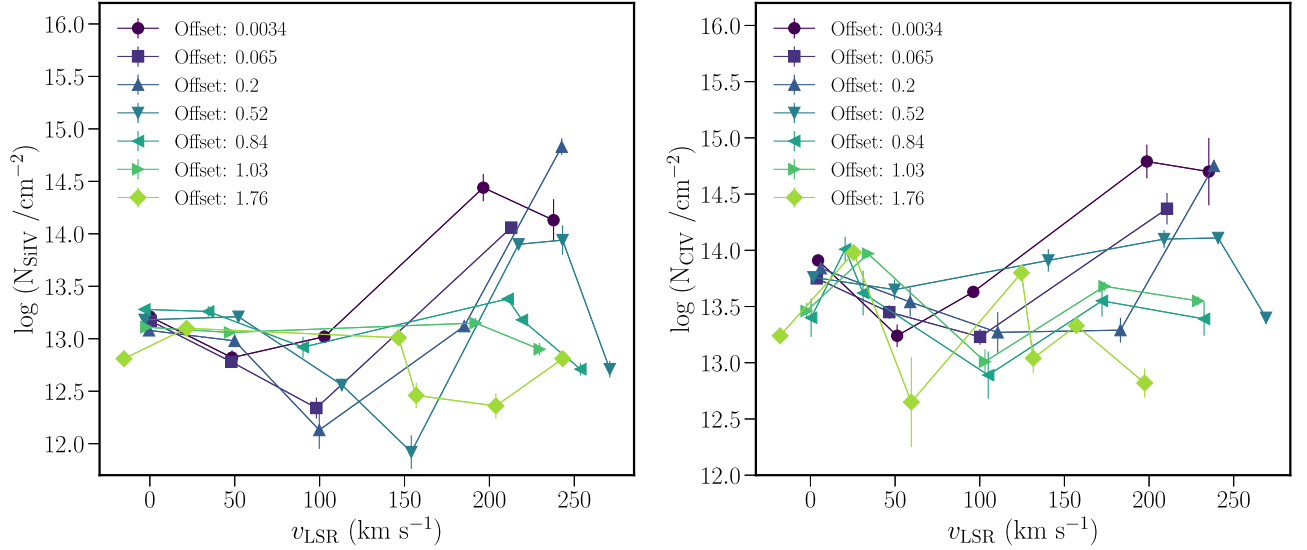 16.0
15.5
15.0
14.5
14.0
13.5
13.0
12.5
12.0
log (N_SiIV /cm⁻²)
Offset: 0.0034
Offset: 0.065
Offset: 0.2
Offset: 0.52
Offset: 0.84
Offset: 1.03
Offset: 1.76
0 50 100 150 200 250
v_LSR (km s⁻¹)
16.0
15.5
15.0
14.5
14.0
13.5
13.0
12.5
12.0
log (N_CIV /cm⁻²)
Offset: 0.0034
Offset: 0.065
Offset: 0.2
Offset: 0.52
Offset: 0.84
Offset: 1.03
Offset: 1.76
0 50 100 150 200 250
v_LSR (km s⁻¹)